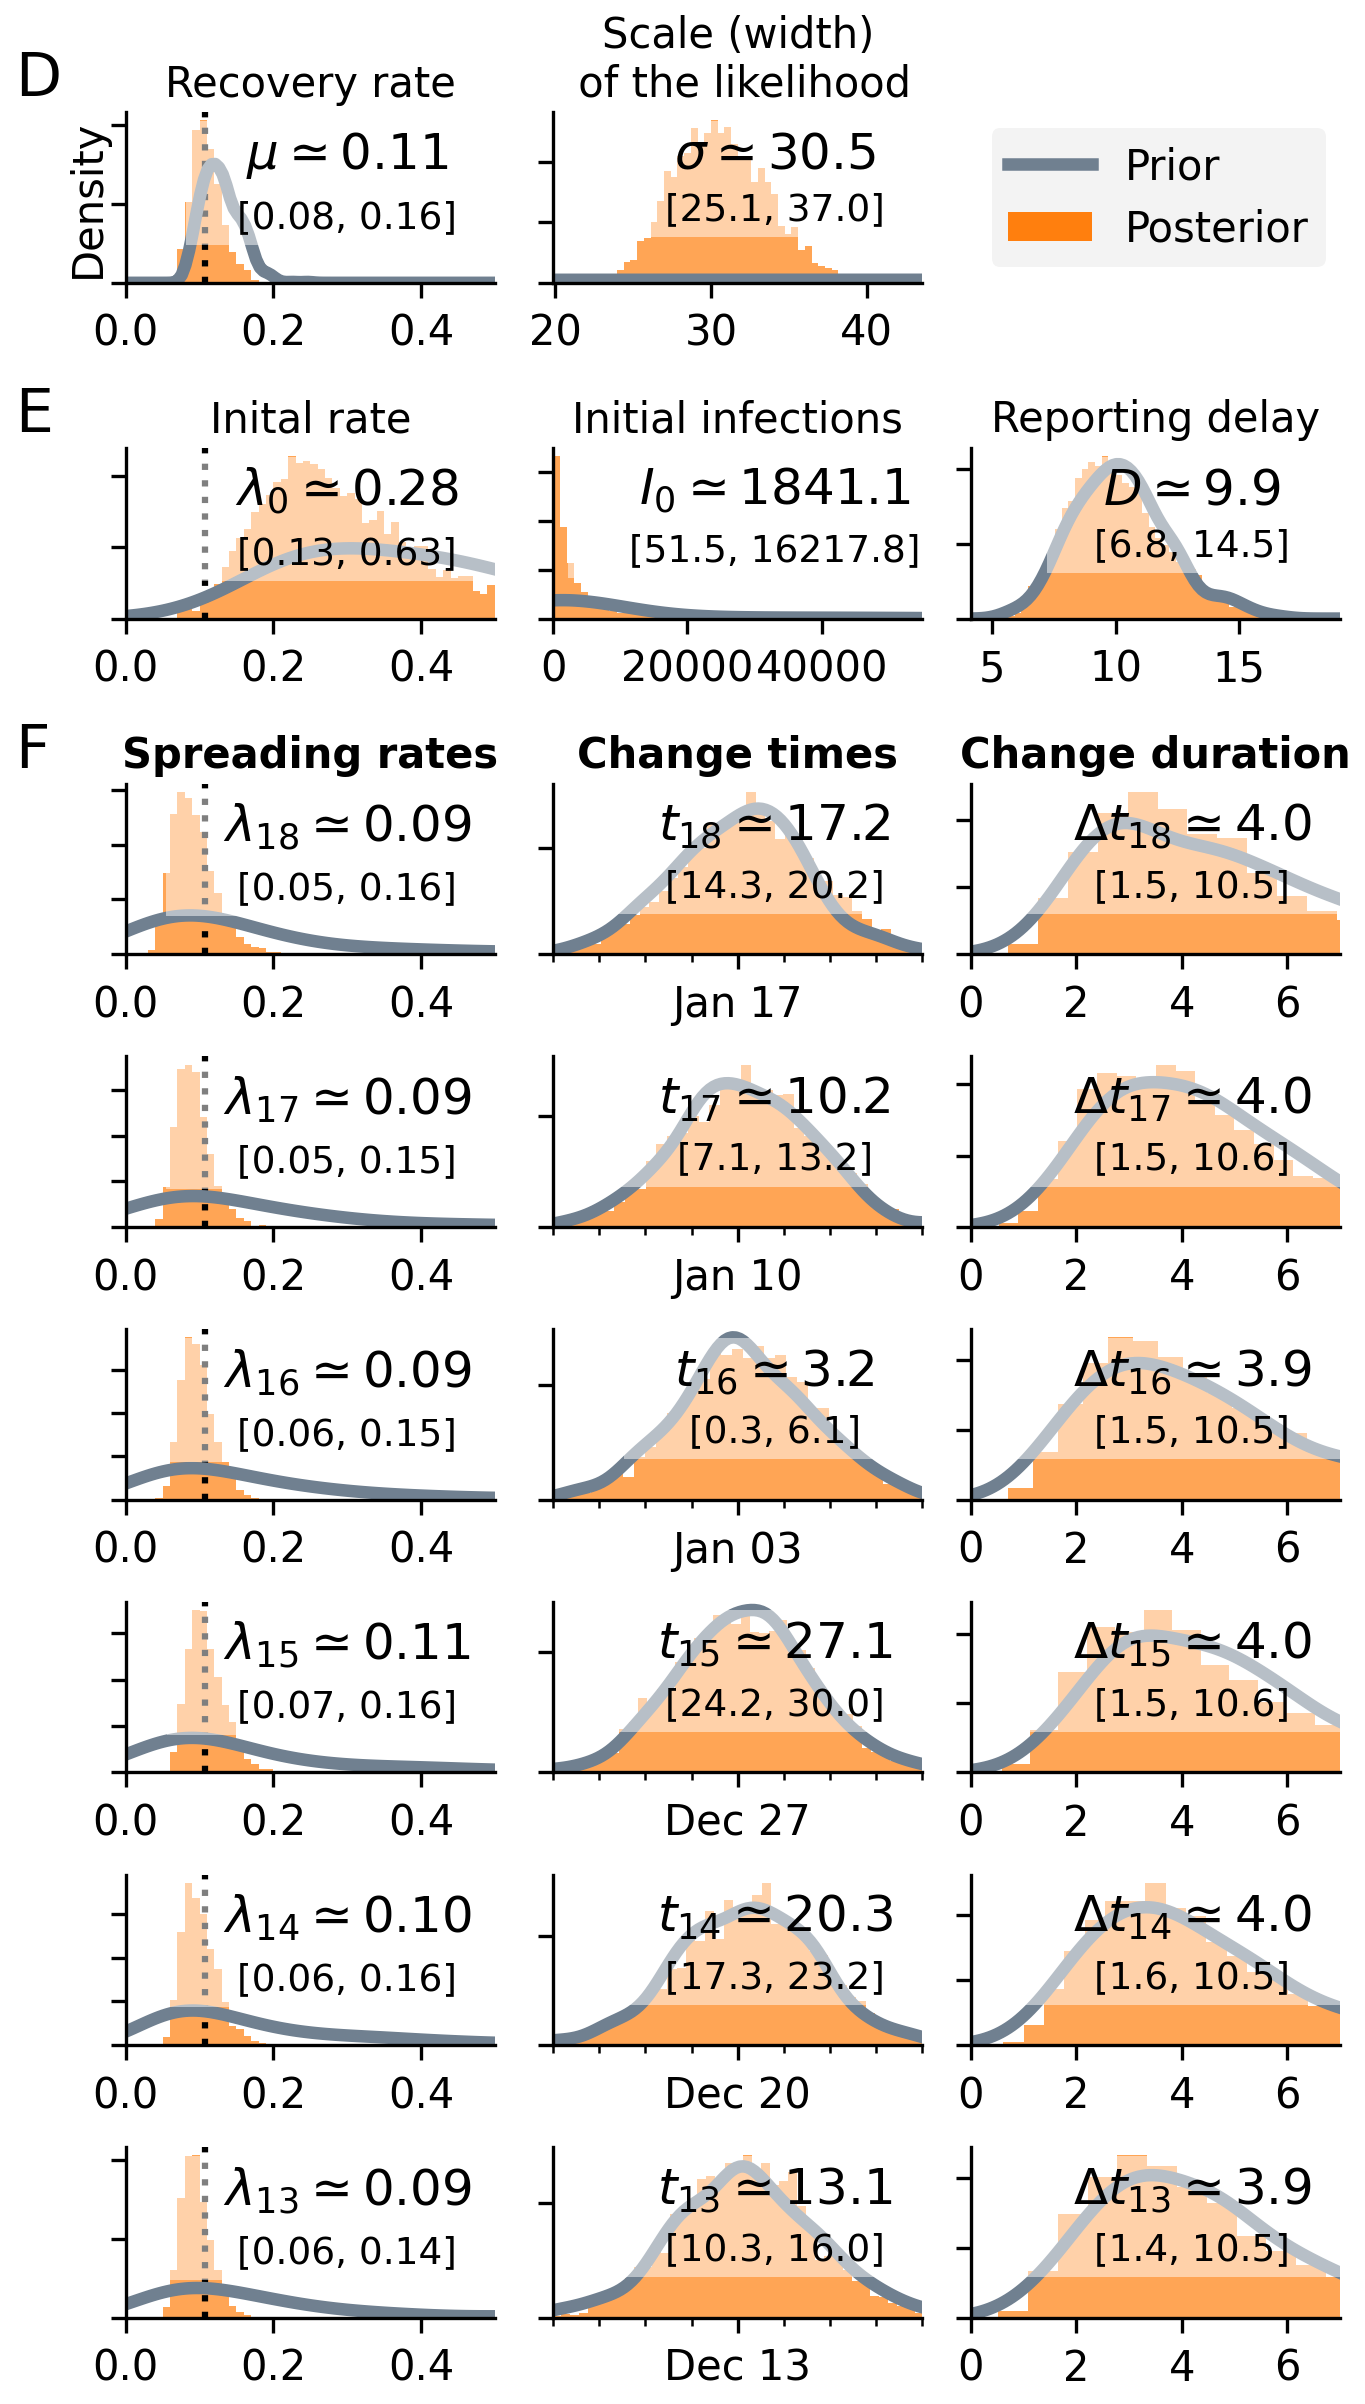 D
Recovery rate
Density
μ ≃ 0.11
[0.08, 0.16]
0.0 0.2 0.4
Scale (width)
of the likelihood
σ ≃ 30.5
[25.1, 37.0]
20 30 40
Prior
Posterior
E
Inital rate
λ0 ≃ 0.28
[0.13, 0.63]
0.0 0.2 0.4
Initial infections
I0 ≃ 1841.1
[51.5, 16217.8]
0 20000 40000
Reporting delay
D ≃ 9.9
[6.8, 14.5]
5 10 15
F
Spreading rates
Change times
Change duration
λ18 ≃ 0.09
[0.05, 0.16]
0.0 0.2 0.4
t18 ≃ 17.2
[14.3, 20.2]
Jan 17
Δt18 ≃ 4.0
[1.5, 10.5]
0 2 4 6
λ17 ≃ 0.09
[0.05, 0.15]
0.0 0.2 0.4
t17 ≃ 10.2
[7.1, 13.2]
Jan 10
Δt17 ≃ 4.0
[1.5, 10.6]
0 2 4 6
λ16 ≃ 0.09
[0.06, 0.15]
0.0 0.2 0.4
t16 ≃ 3.2
[0.3, 6.1]
Jan 03
Δt16 ≃ 3.9
[1.5, 10.5]
0 2 4 6
λ15 ≃ 0.11
[0.07, 0.16]
0.0 0.2 0.4
t15 ≃ 27.1
[24.2, 30.0]
Dec 27
Δt15 ≃ 4.0
[1.5, 10.6]
0 2 4 6
λ14 ≃ 0.10
[0.06, 0.16]
0.0 0.2 0.4
t14 ≃ 20.3
[17.3, 23.2]
Dec 20
Δt14 ≃ 4.0
[1.6, 10.5]
0 2 4 6
λ13 ≃ 0.09
[0.06, 0.14]
0.0 0.2 0.4
t13 ≃ 13.1
[10.3, 16.0]
Dec 13
Δt13 ≃ 3.9
[1.4, 10.5]
0 2 4 6